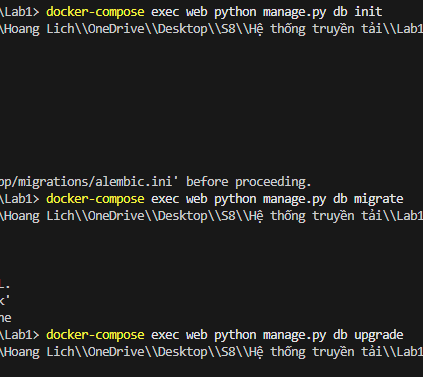 \Lab1> docker-compose exec web python manage.py db init
\Hoang Lich\\OneDrive\\Desktop\\S8\\Hệ thống truyền tải\\Lab1
pp/migrations/alembic.ini' before proceeding.
\Lab1> docker-compose exec web python manage.py db migrate
\Hoang Lich\\OneDrive\\Desktop\\S8\\Hệ thống truyền tải\\Lab1
l.
k'
ne
\Lab1> docker-compose exec web python manage.py db upgrade
\Hoang Lich\\OneDrive\\Desktop\\S8\\Hệ thống truyền tải\\Lab1